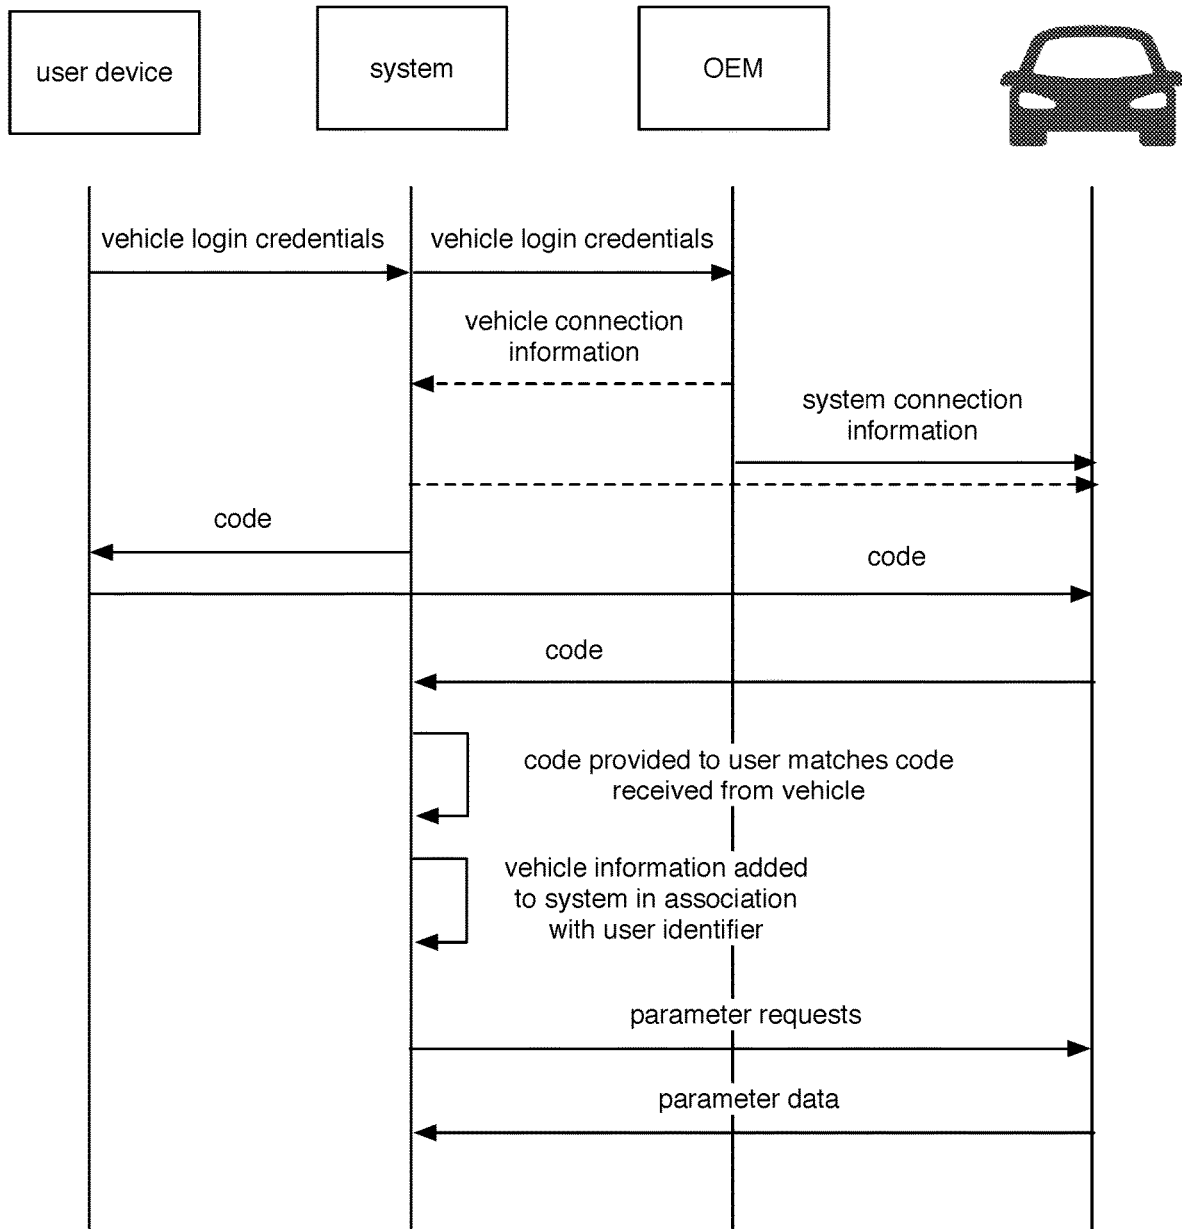 user device
system
OEM
vehicle login credentials
vehicle login credentials
vehicle connection
information
system connection
information
code
code
code
code provided to user matches code
received from vehicle
vehicle information added
to system in association
with user identifier
parameter requests
parameter data